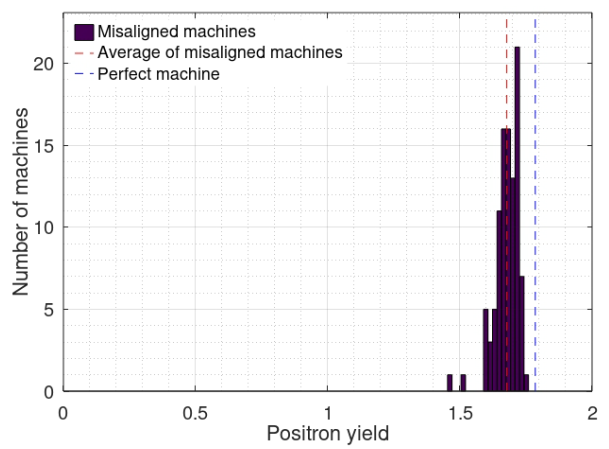 Misaligned machines
Average of misaligned machines
Perfect machine
Number of machines
20
15
10
5
0
0
0.5
1
1.5
2
Positron yield